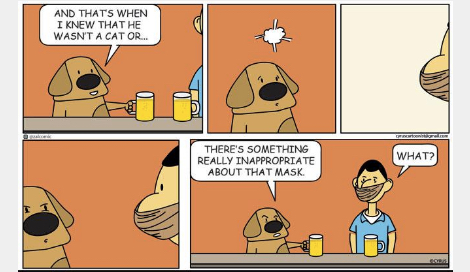 AND THAT'S WHEN
I KNEW THAT HE
WASN'T A CAT OR...
cyruscartoonist@gmail.com
THERE'S SOMETHING
REALLY INAPPROPRIATE
ABOUT THAT MASK.
WHAT?
©CYRUS